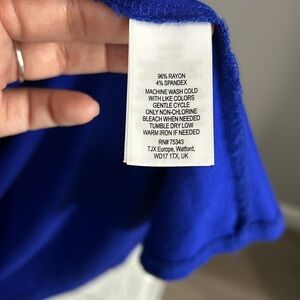 96% RAYON
4% SPANDEX
MACHINE WASH COLD
WITH LIKE COLORS
GENTLE CYCLE
ONLY NON-CHLORINE
BLEACH WHEN NEEDED
TUMBLE DRY LOW
WARM IRON IF NEEDED
RN# 75343
TJX Europe, Watford,
WD17 1TX, UK